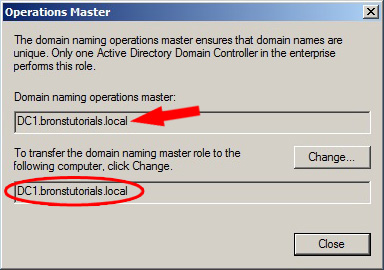 Operations Master
The domain naming operations master ensures that domain names are
unique. Only one Active Directory Domain Controller in the enterprise
performs this role.
Domain naming operations master:
DC1.bronstutorials.local
To transfer the domain naming master role to the
following computer, click Change.
Change...
DC1.bronstutorials.local
Close